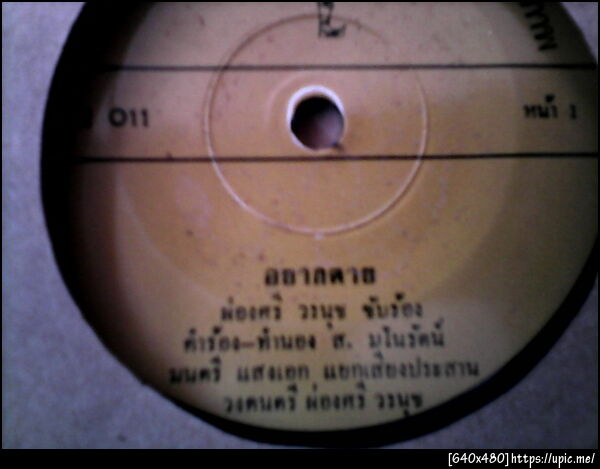 011
หน้า 1
อยากตาย
ผ่องศรี วรนุช ขับร้อง
คำร้อง-ทำนอง ส. มโนรัตน์
มนตรี แสงเอก แยกเสียงประสาน
วงดนตรี ผ่องศรี วรนุช
[640x480]https://upic.me/